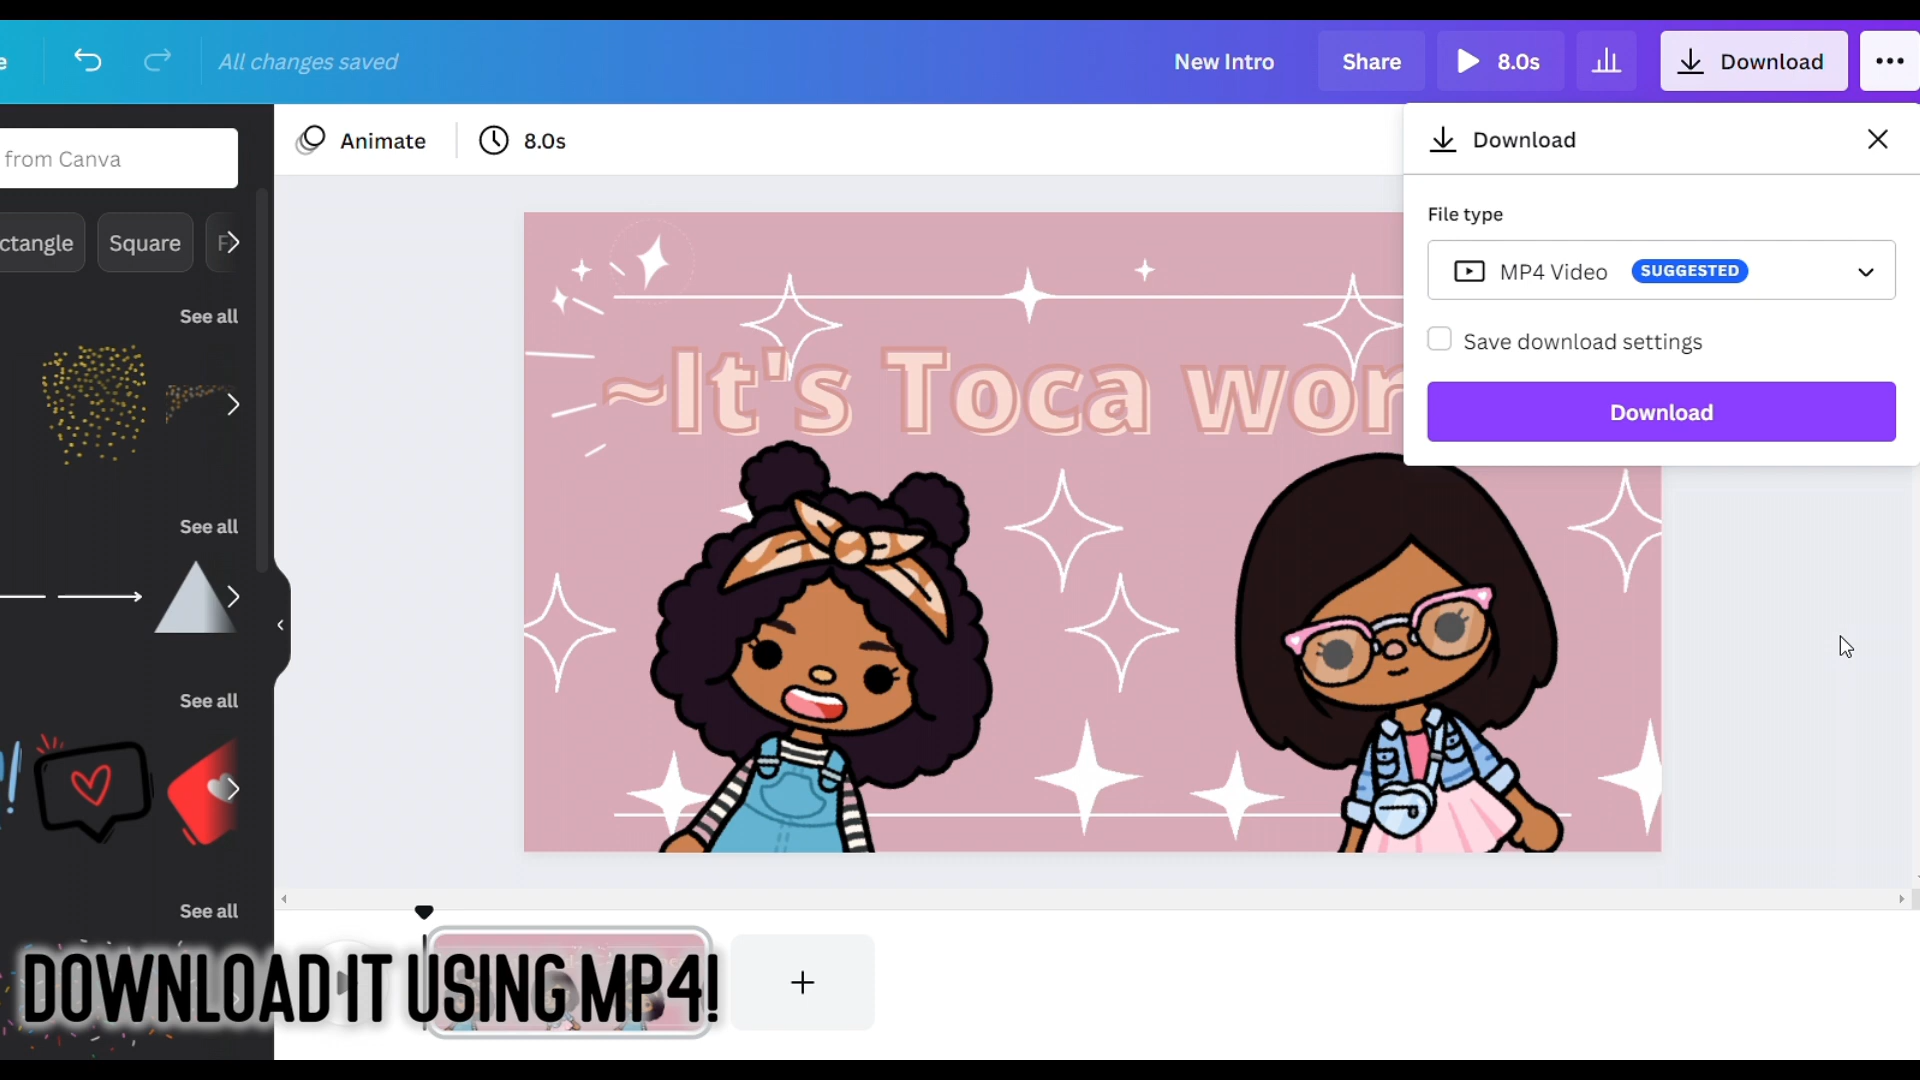 All changes saved
New Intro
Share
8.0s
Download
Animate
8.0s
Download
from Canva
File type
ctangle
Square
MP4 Video
SUGGESTED
See all
Save download settings
~It's Toca wor
Download
See all
See all
See all
DOWNLOAD IT USING MP4!